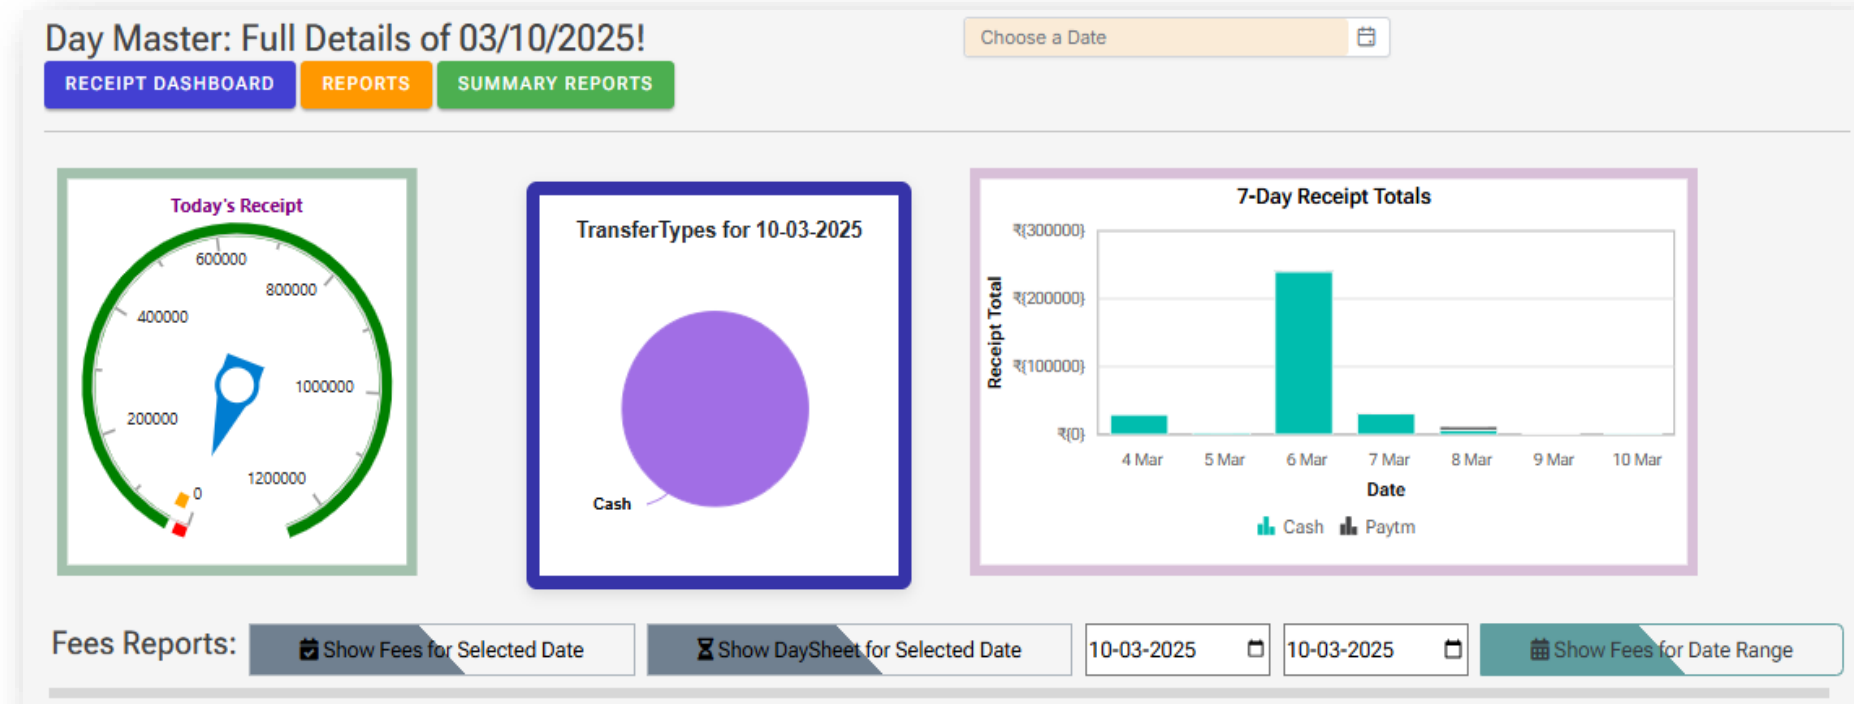 Day Master: Full Details of 03/10/2025!
Choose a Date
RECEIPT DASHBOARD
REPORTS
SUMMARY REPORTS
Today's Receipt
0
200000
400000
600000
800000
1000000
1200000
TransferTypes for 10-03-2025
Cash
7-Day Receipt Totals
Receipt Total
₹{300000}
₹{200000}
₹{100000}
₹{0}
4 Mar
5 Mar
6 Mar
7 Mar
8 Mar
9 Mar
10 Mar
Date
Cash
Paytm
Fees Reports:
Show Fees for Selected Date
Show DaySheet for Selected Date
10-03-2025
10-03-2025
Show Fees for Date Range